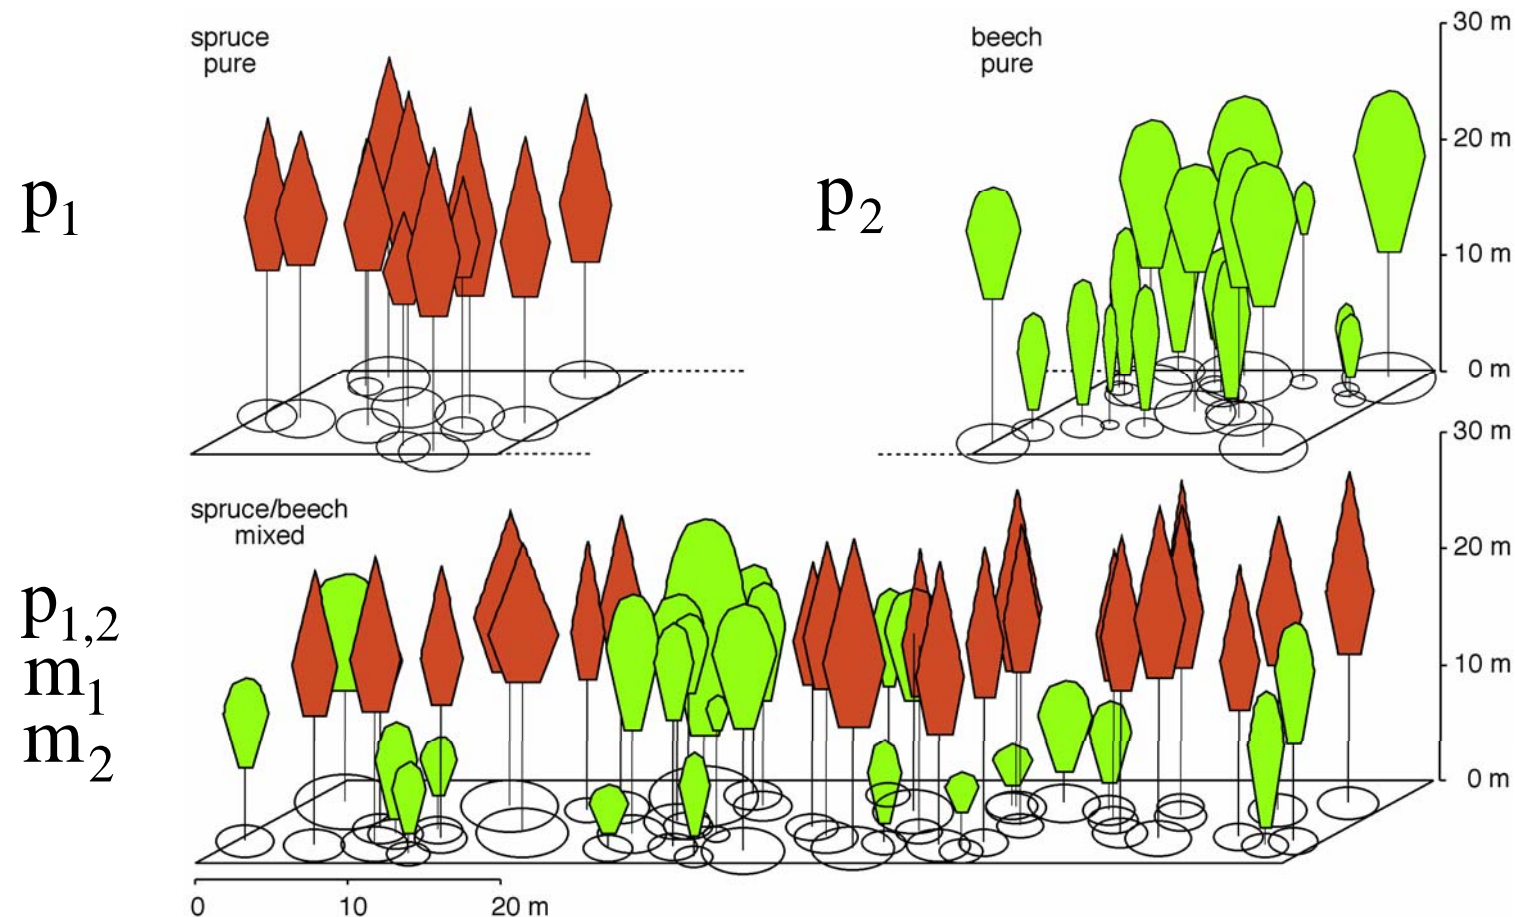 spruce
pure
beech
pure
30 m
20 m
10 m
0 m
p1
p2
30 m
20 m
10 m
0 m
spruce/beech
mixed
p1,2
m1
m2
0 10 20 m